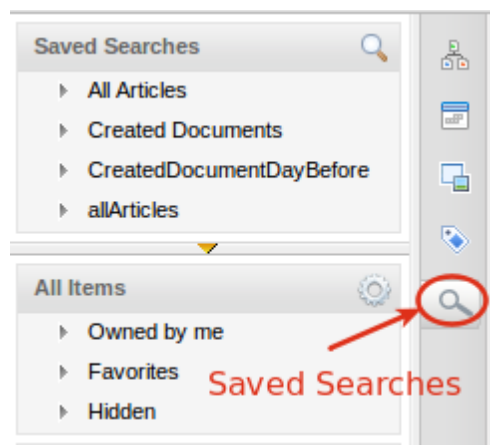 Saved Searches
All Articles
Created Documents
CreatedDocumentDayBefore
allArticles
All Items
Owned by me
Favorites
Hidden
Saved Searches